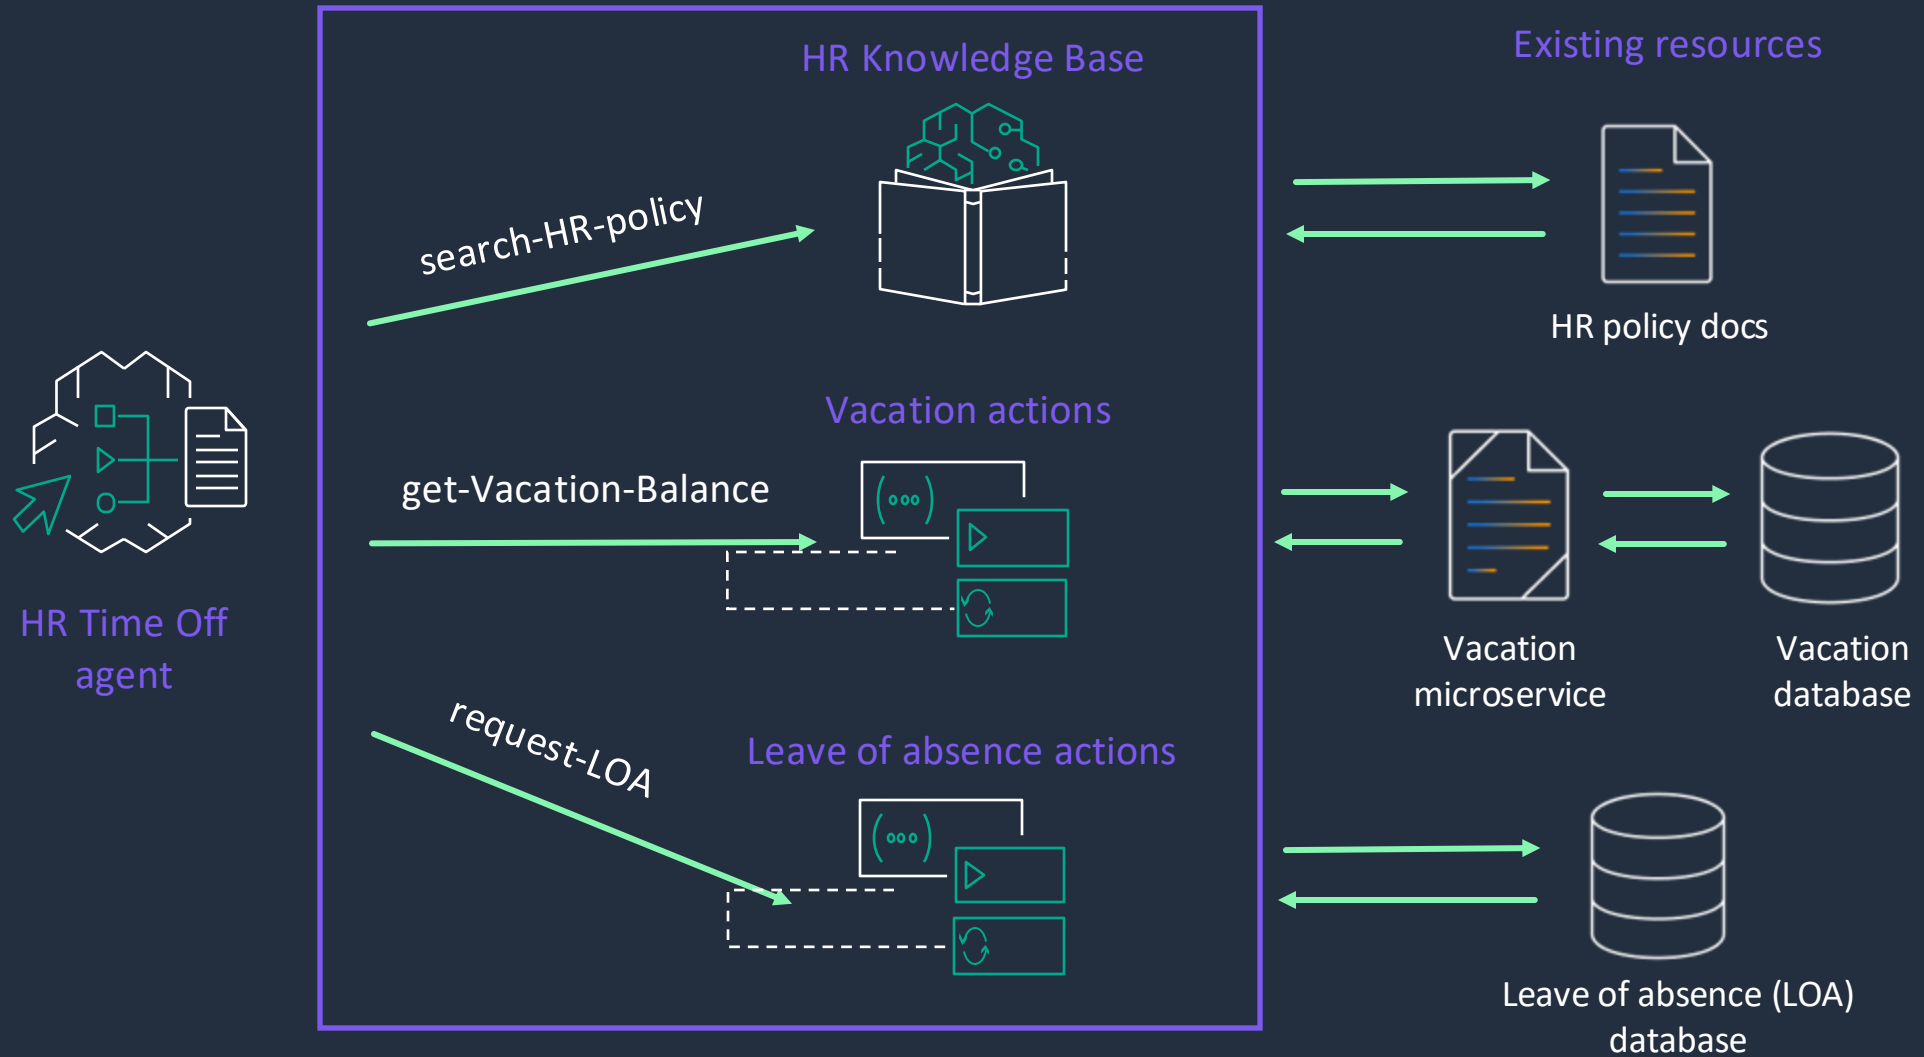 HR Knowledge Base
Existing resources
search-HR-policy
HR policy docs
Vacation actions
get-Vacation-Balance
HR Time Off
agent
Vacation
microservice
Vacation
database
request-LOA
Leave of absence actions
Leave of absence (LOA)
database